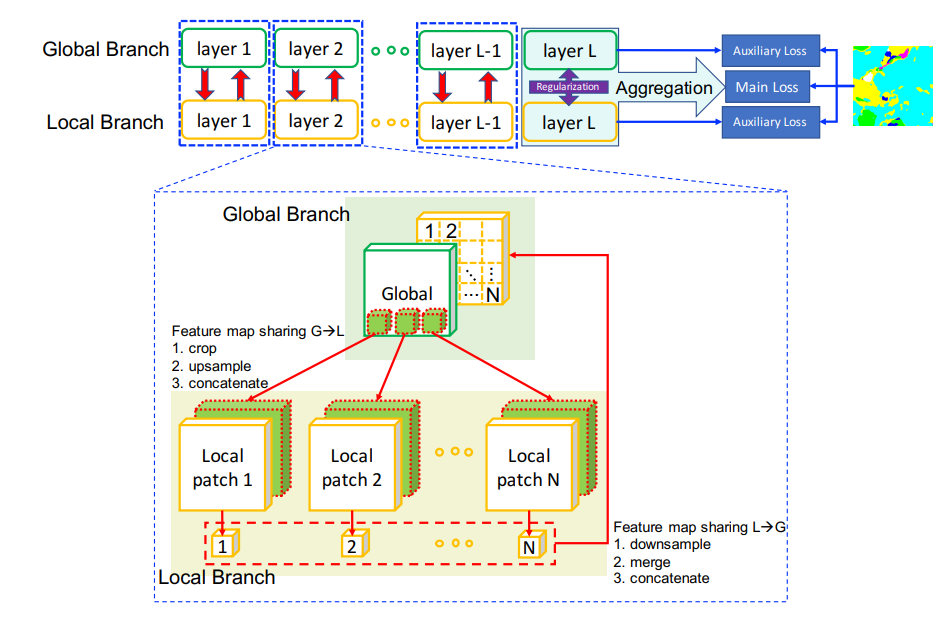 Global Branch
layer 1
layer 2
layer L-1
layer L
Auxiliary Loss
Regularization
Aggregation
Main Loss
Local Branch
layer 1
layer 2
layer L-1
layer L
Auxiliary Loss
Global Branch
1 2
... N
Global
Feature map sharing G→L
1. crop
2. upsample
3. concatenate
Local
patch 1
Local
patch 2
Local
patch N
1
2
N
Feature map sharing L→G
1. downsample
2. merge
3. concatenate
Local Branch